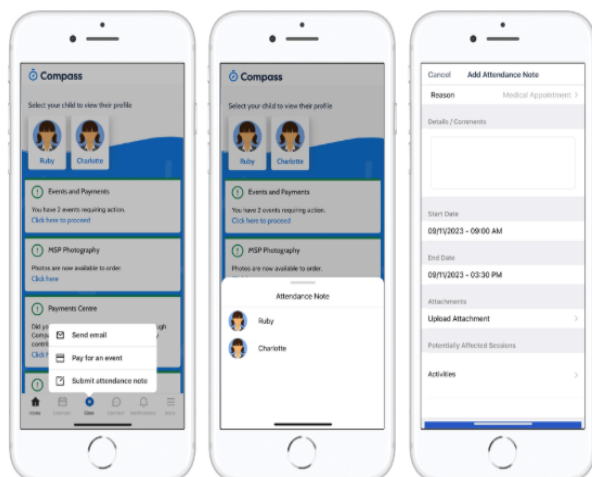 Compass
Select your child to view their profile
Ruby
Charlotte
Events and Payments
You have 2 events requiring action.
Click here to proceed
MSP Photography
Photos are now available to order.
Click here
Payments Centre
Send email
Pay for an event
Submit attendance note
Home
Compass
Select your child to view their profile
Ruby
Charlotte
Events and Payments
You have 2 events requiring action.
Click here to proceed
MSP Photography
Photos are now available to order.
Attendance Note
Ruby
Charlotte
Cancel
Add Attendance Note
Reason
Medical Appointment
Details / Comments
Start Date
09/11/2023 - 09:00 AM
End Date
09/11/2023 - 03:30 PM
Attachments
Upload Attachment
Potentially Affected Sessions
Activities